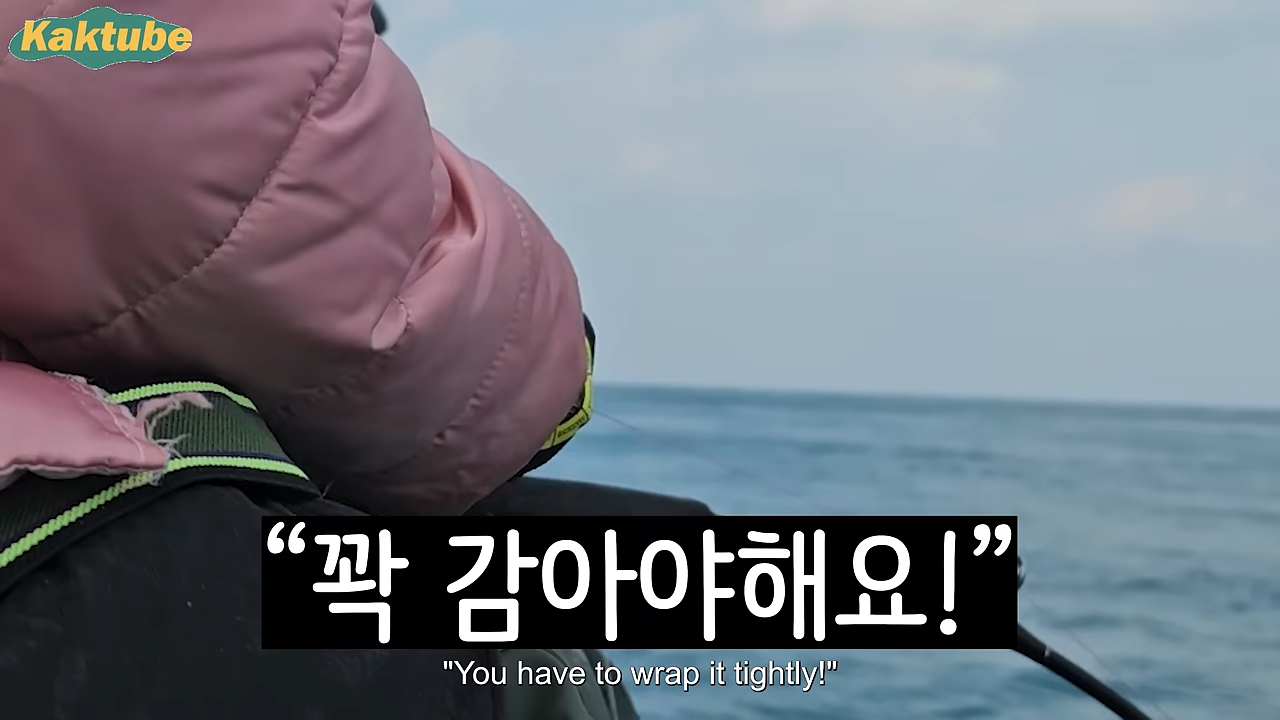 Kaktube
“꽉 감아야해요!”
"You have to wrap it tightly!"